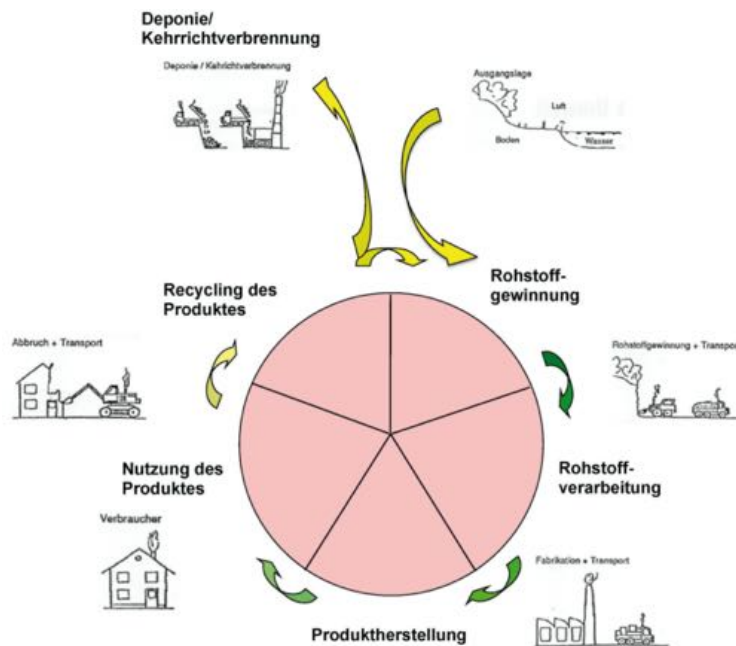 Deponie/
Kehrrichtverbrennung
Deponie / Kehrichtverbrennung
Ausgangslage
Luft
Boden
Wasser
Recycling des
Produktes
Rohstoff-
gewinnung
Abbruch + Transport
Rohstoffgewinnung + Transport
Nutzung des
Produktes
Rohstoff-
verarbeitung
Verbraucher
Fabrikation + Transport
Produktherstellung